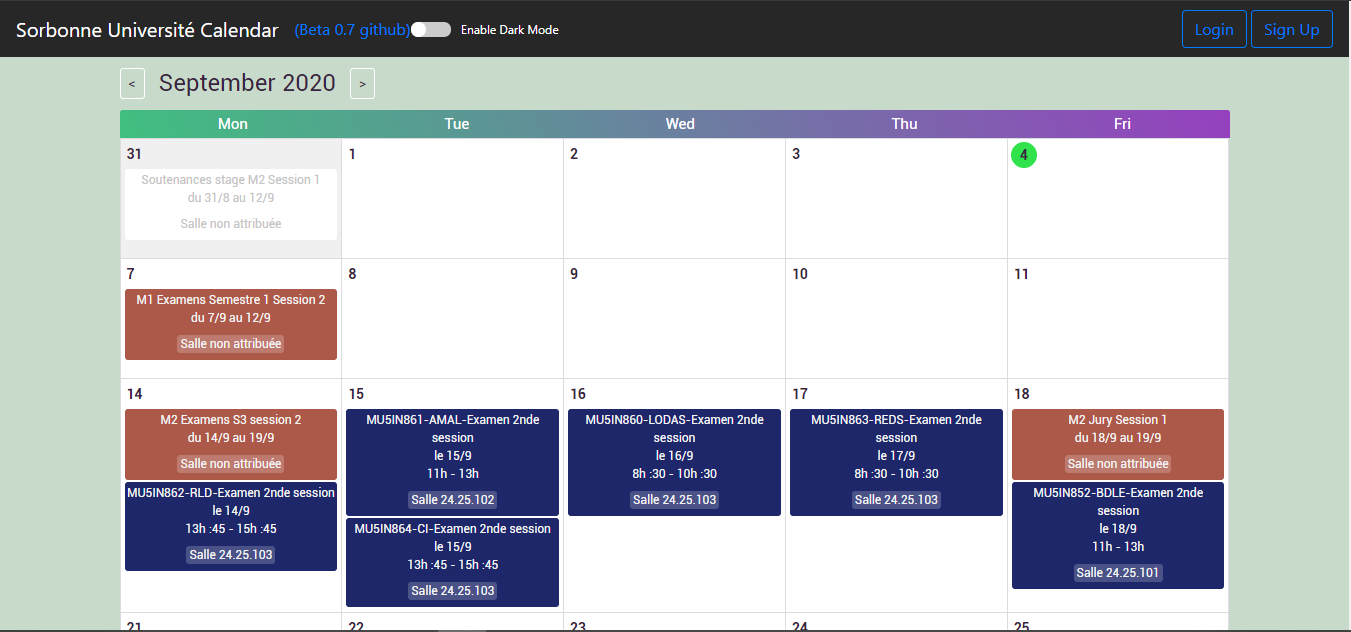 Sorbonne Université Calendar (Beta 0.7 github) Enable Dark Mode Login Sign Up
< September 2020 >
Mon Tue Wed Thu Fri
31 1 2 3 4
Soutenances stage M2 Session 1
du 31/8 au 12/9
Salle non attribuée
7 8 9 10 11
M1 Examens Semestre 1 Session 2
du 7/9 au 12/9
Salle non attribuée
14
M2 Examens S3 session 2
du 14/9 au 19/9
Salle non attribuée
MU5IN862-RLD-Examen 2nde session
le 14/9
13h :45 - 15h :45
Salle 24.25.103
15
MU5IN861-AMAL-Examen 2nde
session
le 15/9
11h - 13h
Salle 24.25.102
MU5IN864-CI-Examen 2nde session
le 15/9
13h :45 - 15h :45
Salle 24.25.103
16
MU5IN860-LODAS-Examen 2nde
session
le 16/9
8h :30 - 10h :30
Salle 24.25.103
17
MU5IN863-REDS-Examen 2nde
session
le 17/9
8h :30 - 10h :30
Salle 24.25.103
18
M2 Jury Session 1
du 18/9 au 19/9
Salle non attribuée
MU5IN852-BDLE-Examen 2nde
session
le 18/9
11h - 13h
Salle 24.25.101
21 22 23 24 25